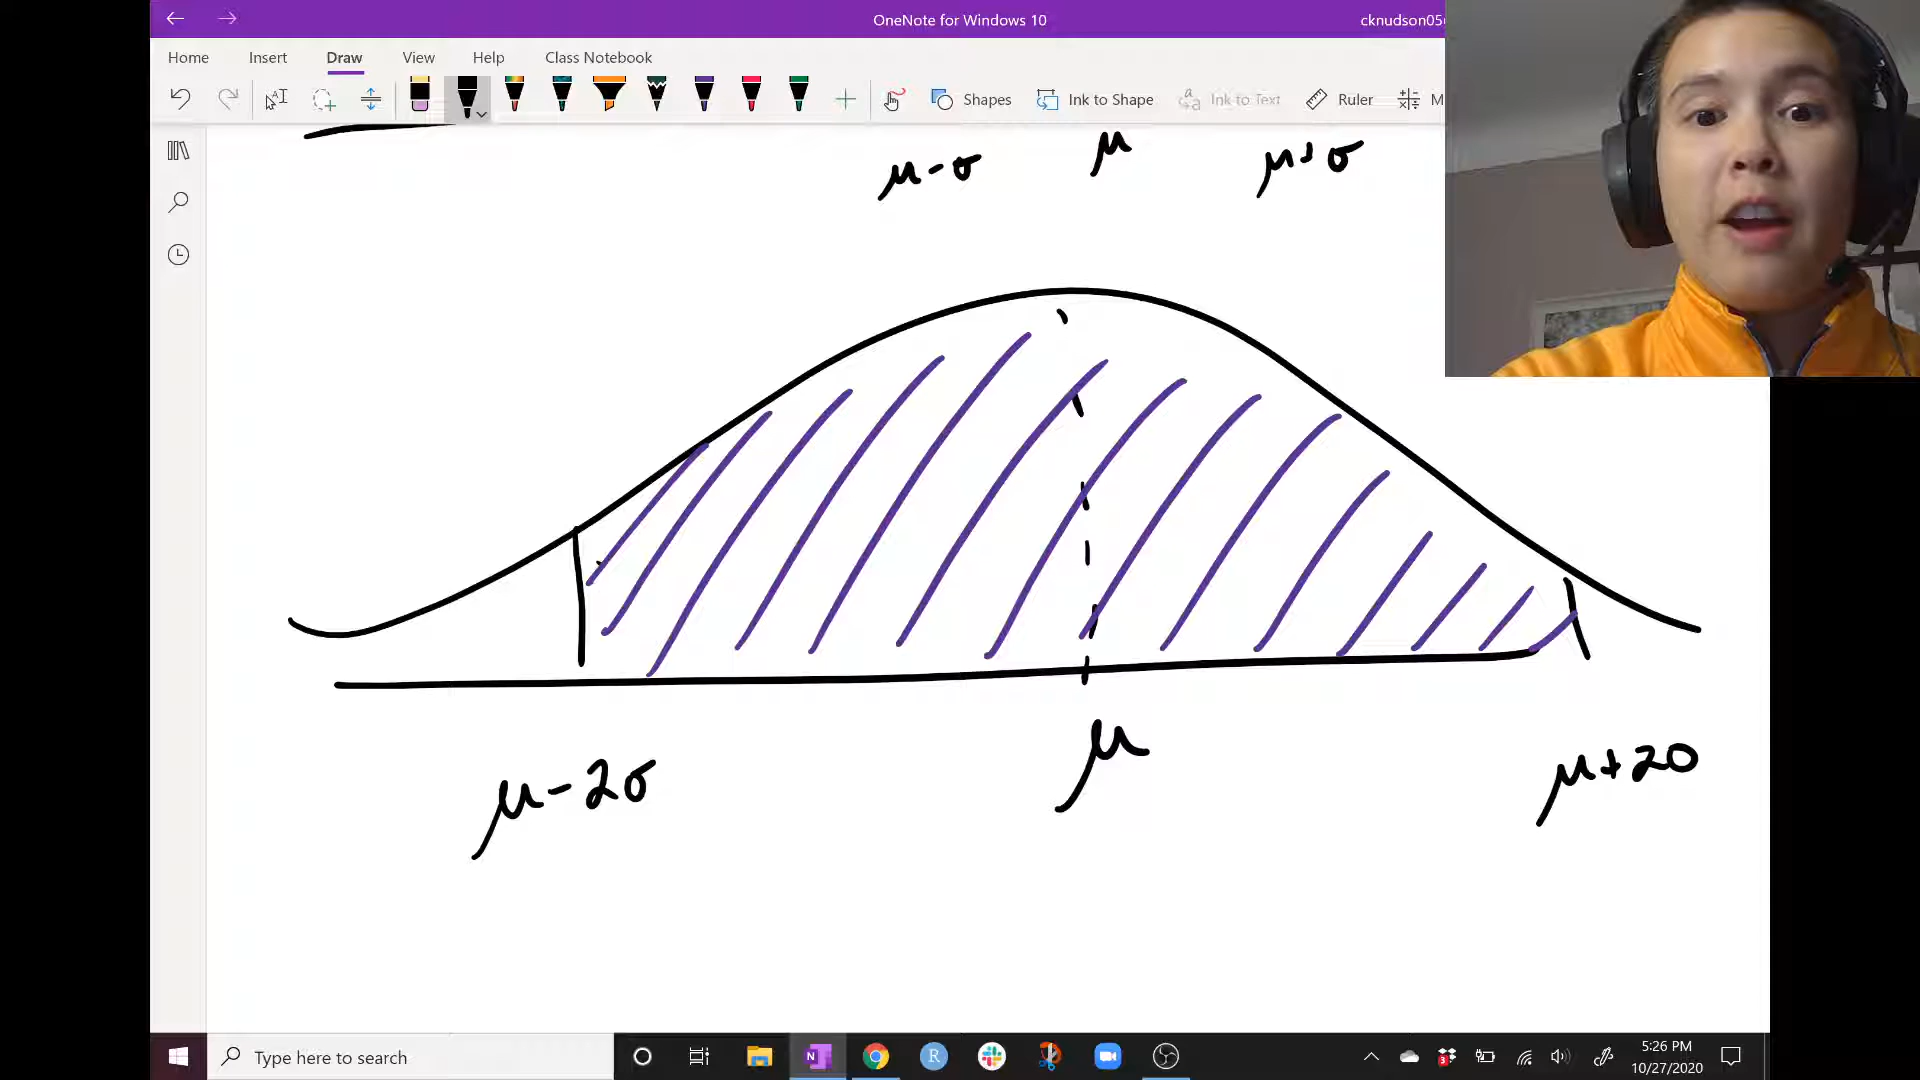 OneNote for Windows 10
cknudson05
Home Insert Draw View Help Class Notebook
Shapes Ink to Shape Ink to Text Ruler M
μ-σ μ μ+σ
μ-2σ μ μ+2σ
Type here to search
5:26 PM
10/27/2020